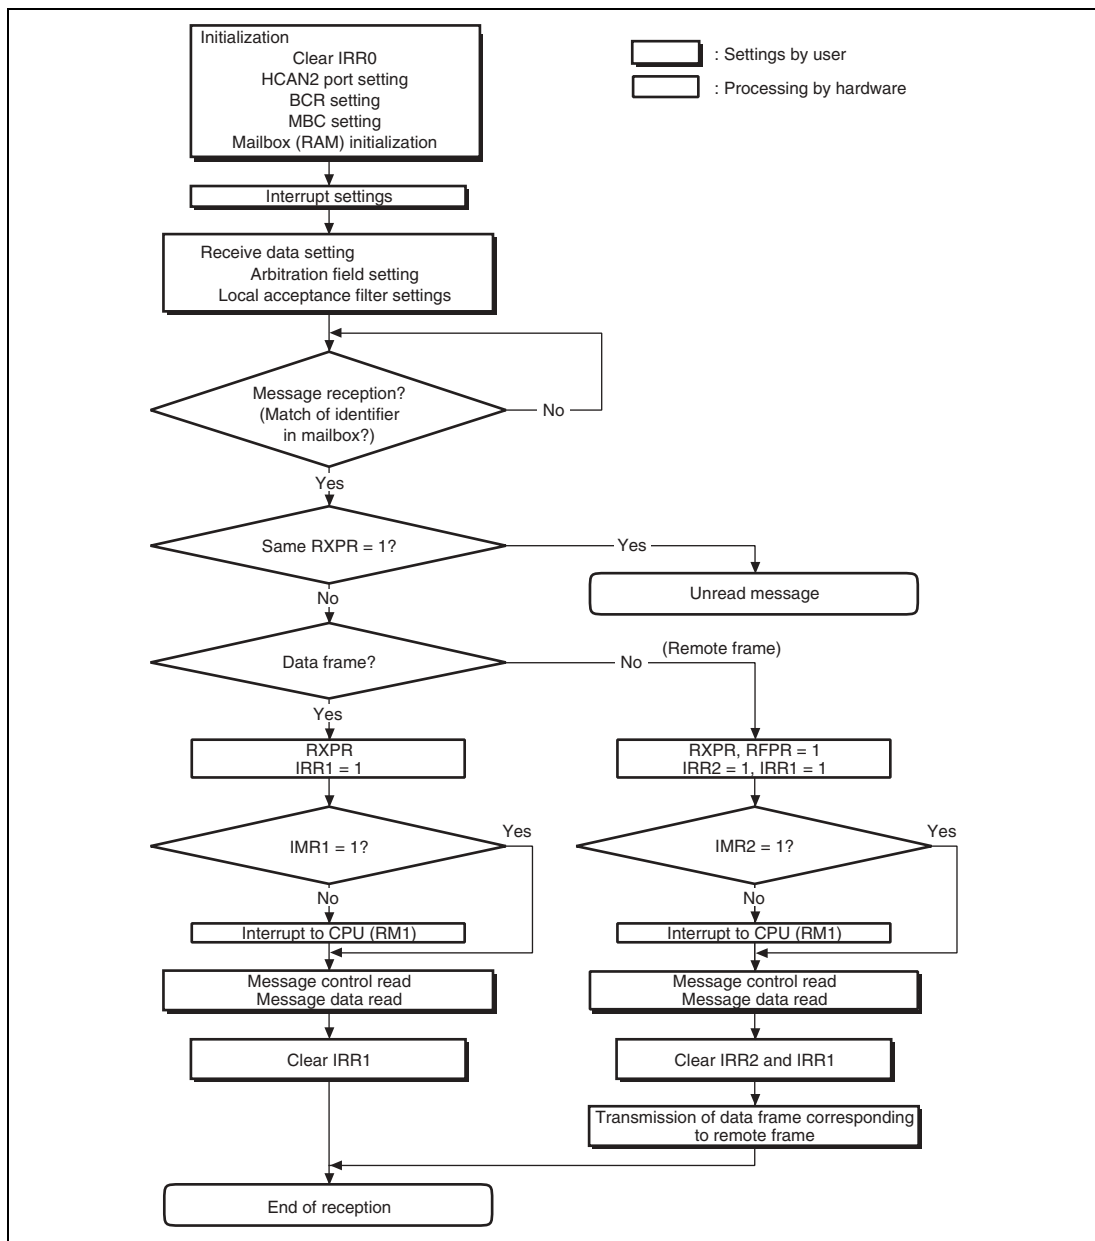 Initialization
Clear IRR0
HCAN2 port setting
BCR setting
MBC setting
Mailbox (RAM) initialization
: Settings by user
: Processing by hardware
Interrupt settings
Receive data setting
Arbitration field setting
Local acceptance filter settings
Message reception?
(Match of identifier
in mailbox?)
No
Yes
Same RXPR = 1?
Yes
Unread message
No
Data frame?
No
(Remote frame)
Yes
RXPR
IRR1 = 1
RXPR, RFPR = 1
IRR2 = 1, IRR1 = 1
IMR1 = 1?
Yes
IMR2 = 1?
Yes
No
No
Interrupt to CPU (RM1)
Interrupt to CPU (RM1)
Message control read
Message data read
Message control read
Message data read
Clear IRR1
Clear IRR2 and IRR1
Transmission of data frame corresponding
to remote frame
End of reception